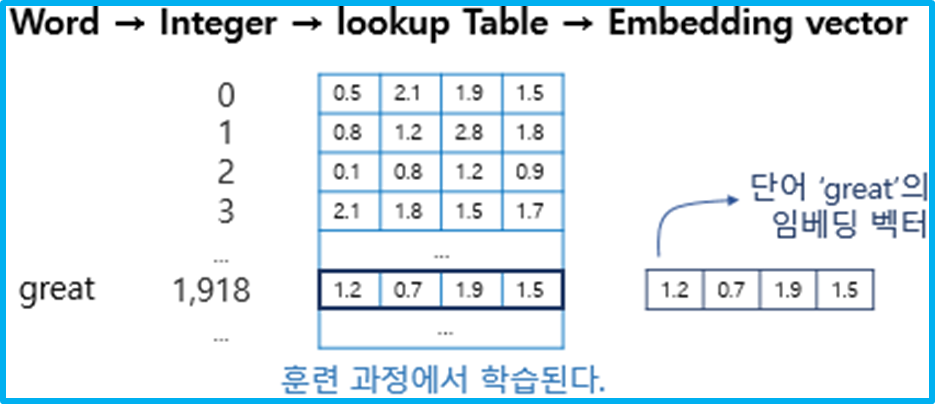 Word → Integer → lookup Table → Embedding vector
0 0.5 2.1 1.9 1.5
1 0.8 1.2 2.8 1.8
2 0.1 0.8 1.2 0.9
3 2.1 1.8 1.5 1.7
... ...
great 1,918 1.2 0.7 1.9 1.5
... ...
훈련 과정에서 학습된다.
단어 ‘great’의
임베딩 벡터
1.2 0.7 1.9 1.5